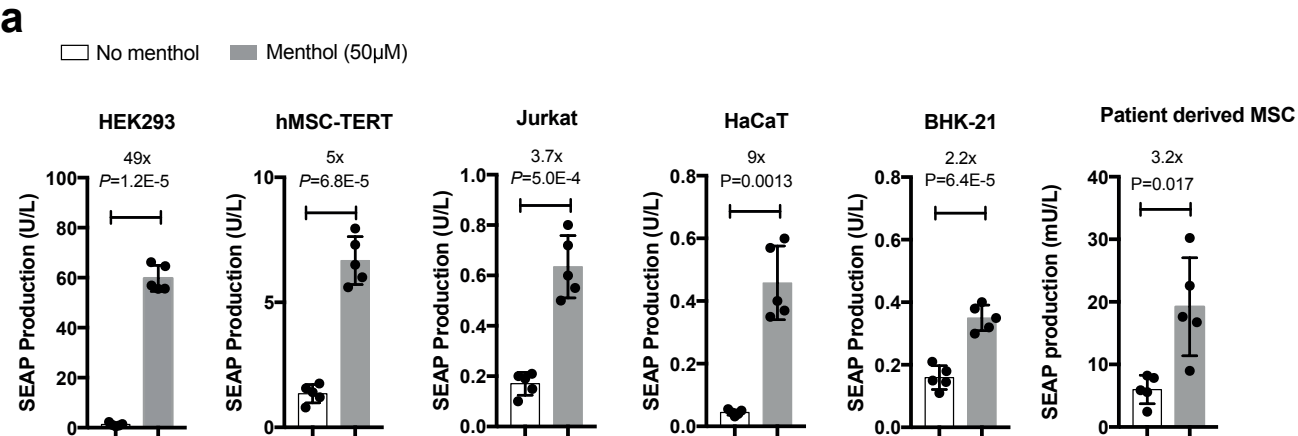 a
No menthol
Menthol (50μM)
HEK293
49x
P=1.2E-5
SEAP Production (U/L)
100
80
60
40
20
0
hMSC-TERT
5x
P=6.8E-5
SEAP Production (U/L)
10
5
0
Jurkat
3.7x
P=5.0E-4
SEAP Production (U/L)
1.0
0.8
0.6
0.4
0.2
0.0
HaCaT
9x
P=0.0013
SEAP Production (U/L)
0.8
0.6
0.4
0.2
0.0
BHK-21
2.2x
P=6.4E-5
SEAP Production (U/L)
0.8
0.6
0.4
0.2
0.0
Patient derived MSC
3.2x
P=0.017
SEAP production (mU/L)
40
30
20
10
0